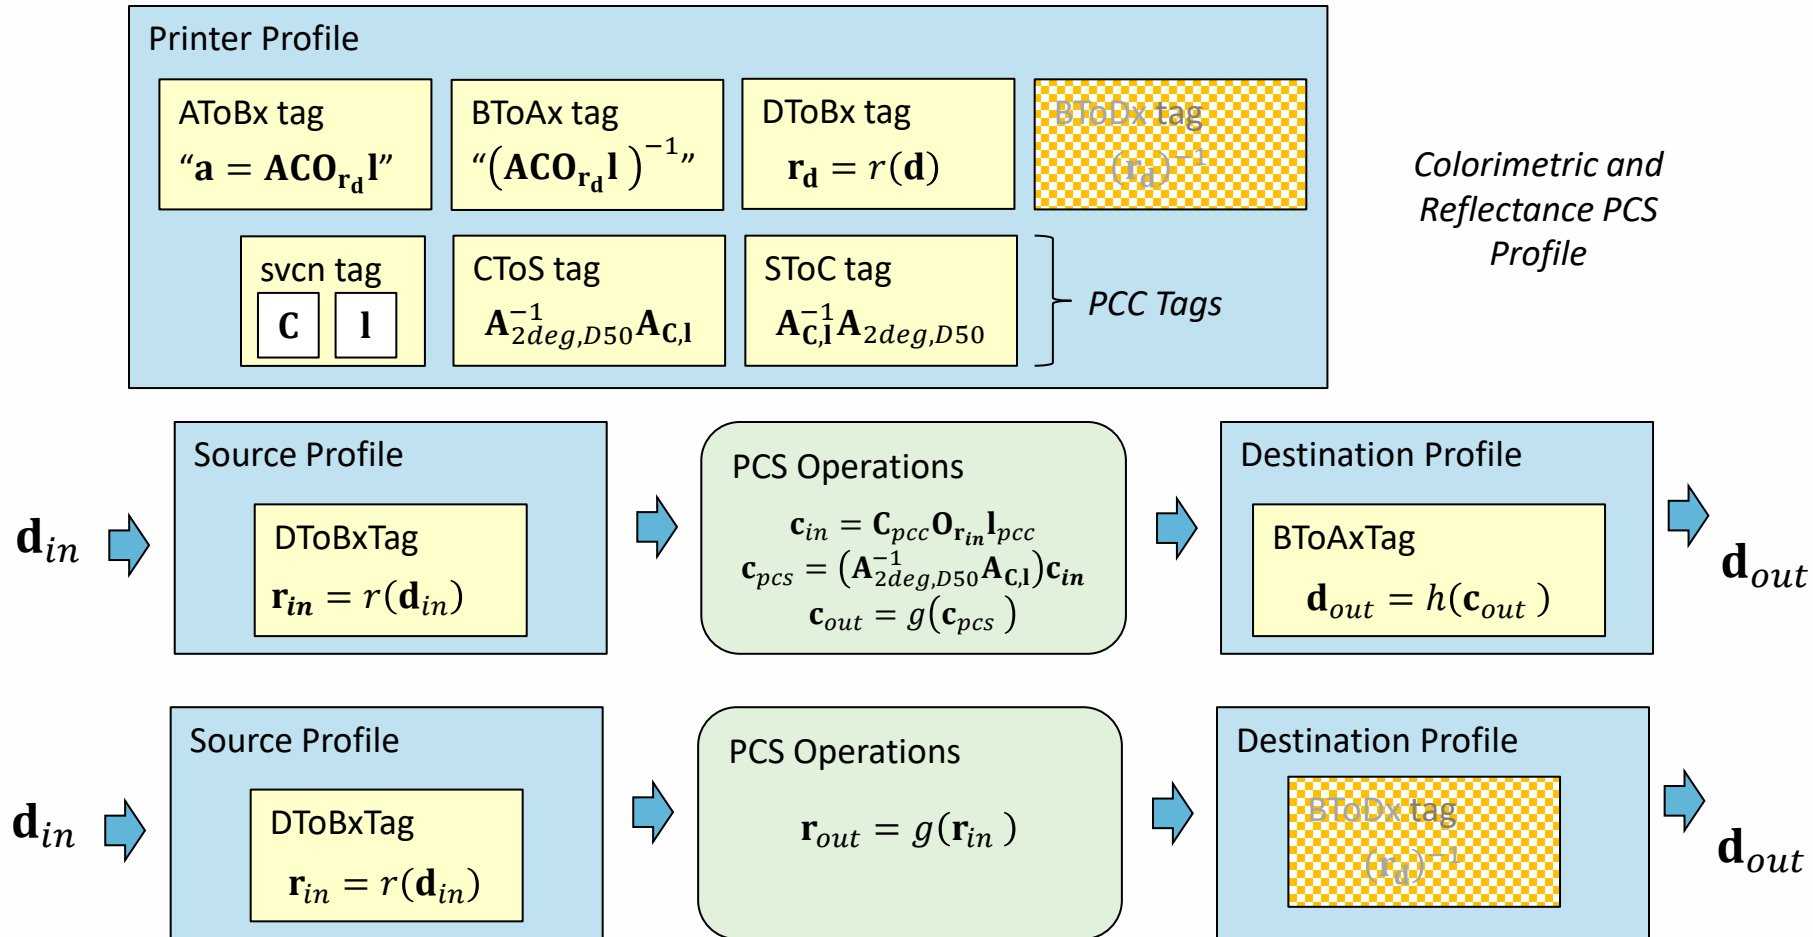 Printer Profile
AToBx tag
“𝐚 = 𝐀𝐂𝐎_{𝐫_𝐝}𝐥”
BToAx tag
“(𝐀𝐂𝐎_{𝐫_𝐝}𝐥 )^{−1}”
DToBx tag
𝐫_𝐝 = r(𝐝)
BToDx tag
(𝐫_𝐝)^{−1}
Colorimetric and
Reflectance PCS
Profile
svcn tag
𝐂 𝐥
CToS tag
𝐀^{−1}_{2deg,D50}𝐀_{𝐂,𝐥}
SToC tag
𝐀^{−1}_{𝐂,𝐥}𝐀_{2deg,D50}
PCC Tags
𝐝_{in}
Source Profile
DToBxTag
𝐫_{in} = r(𝐝_{in})
PCS Operations
𝐜_{in} = 𝐂_{pcc}𝐎_{𝐫_{in}}𝐥_{pcc}
𝐜_{pcs} = (𝐀^{−1}_{2deg,D50}𝐀_{𝐂,𝐥})𝐜_{in}
𝐜_{out} = g(𝐜_{pcs} )
Destination Profile
BToAxTag
𝐝_{out} = h(𝐜_{out} )
𝐝_{out}
𝐝_{in}
Source Profile
DToBxTag
𝐫_{in} = r(𝐝_{in})
PCS Operations
𝐫_{out} = g(𝐫_{in} )
Destination Profile
BToDx tag
(𝐫_𝐝)^{−1}
𝐝_{out}